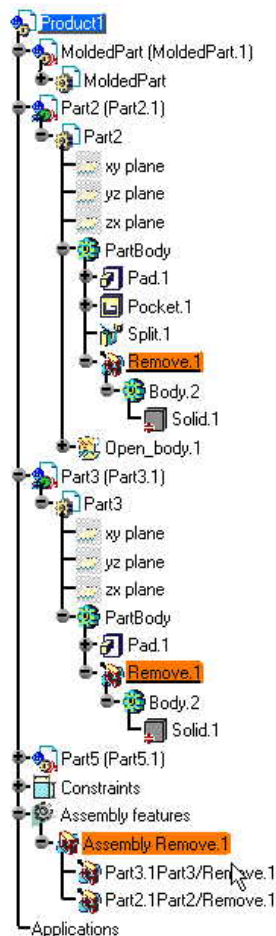 Product1
MoldedPart (MoldedPart.1)
MoldedPart
Part2 (Part2.1)
Part2
xy plane
yz plane
zx plane
PartBody
Pad.1
Pocket.1
Split.1
Remove.1
Body.2
Solid.1
Open_body.1
Part3 (Part3.1)
Part3
xy plane
yz plane
zx plane
PartBody
Pad.1
Remove.1
Body.2
Solid.1
Part5 (Part5.1)
Constraints
Assembly features
Assembly Remove.1
Part3.1Part3/Remove.1
Part2.1Part2/Remove.1
Applications